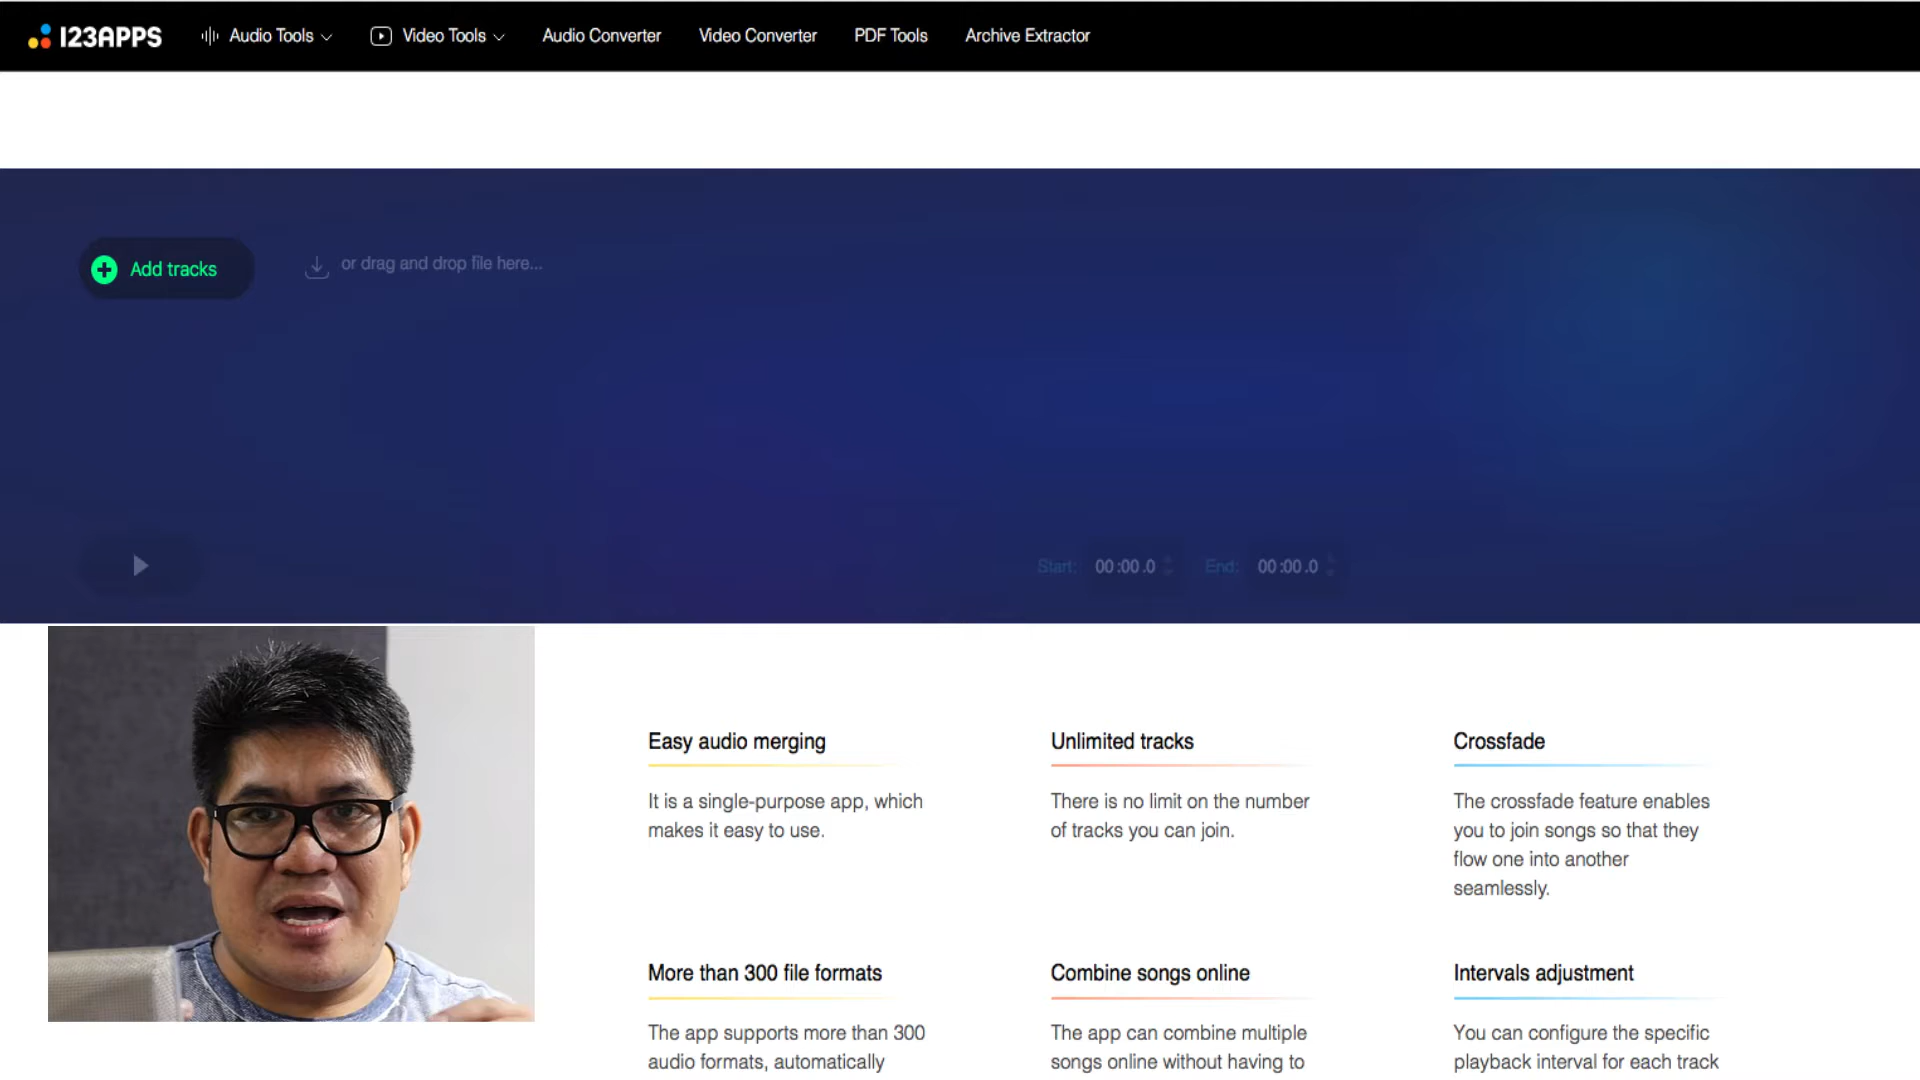 123APPS Audio Tools Video Tools Audio Converter Video Converter PDF Tools Archive Extractor
Add tracks or drag and drop file here...
Start: 00:00.0 End: 00:00.0
Easy audio merging
It is a single-purpose app, which
makes it easy to use.
Unlimited tracks
There is no limit on the number
of tracks you can join.
Crossfade
The crossfade feature enables
you to join songs so that they
flow one into another
seamlessly.
More than 300 file formats
The app supports more than 300
audio formats, automatically
Combine songs online
The app can combine multiple
songs online without having to
Intervals adjustment
You can configure the specific
playback interval for each track